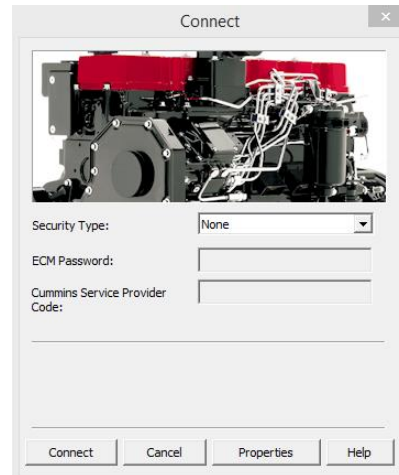 Connect
Security Type:
None
ECM Password:
Cummins Service Provider
Code:
Connect Cancel Properties Help